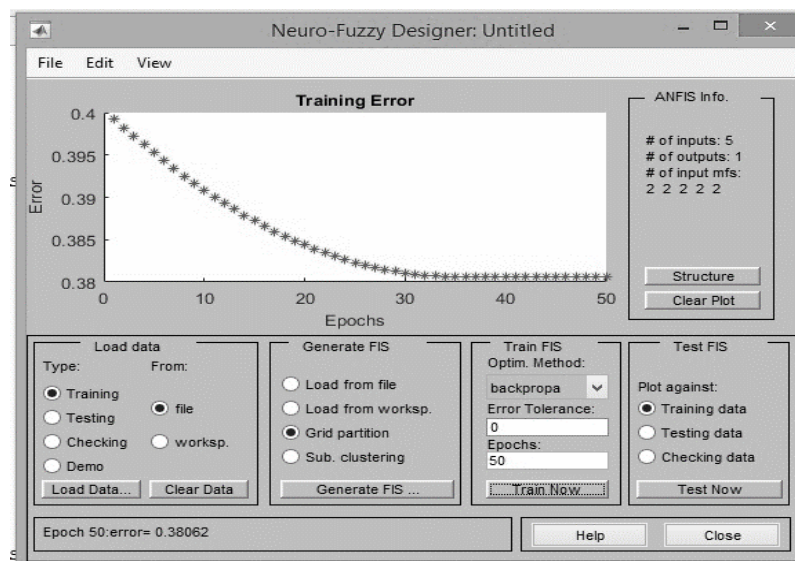 Neuro-Fuzzy Designer: Untitled
File Edit View
Training Error
0.4
0.395
0.39
0.385
0.38
Error
0 10 20 30 40 50
Epochs
ANFIS Info.
# of inputs: 5
# of outputs: 1
# of input mfs:
2 2 2 2 2
Structure
Clear Plot
Load data
Type: From:
Training
Testing
Checking
Demo
file
worksp.
Load Data... Clear Data
Generate FIS
Load from file
Load from worksp.
Grid partition
Sub. clustering
Generate FIS ...
Train FIS
Optim. Method:
backpropa
Error Tolerance:
0
Epochs:
50
Train Now
Test FIS
Plot against:
Training data
Testing data
Checking data
Test Now
Epoch 50:error= 0.38062
Help Close